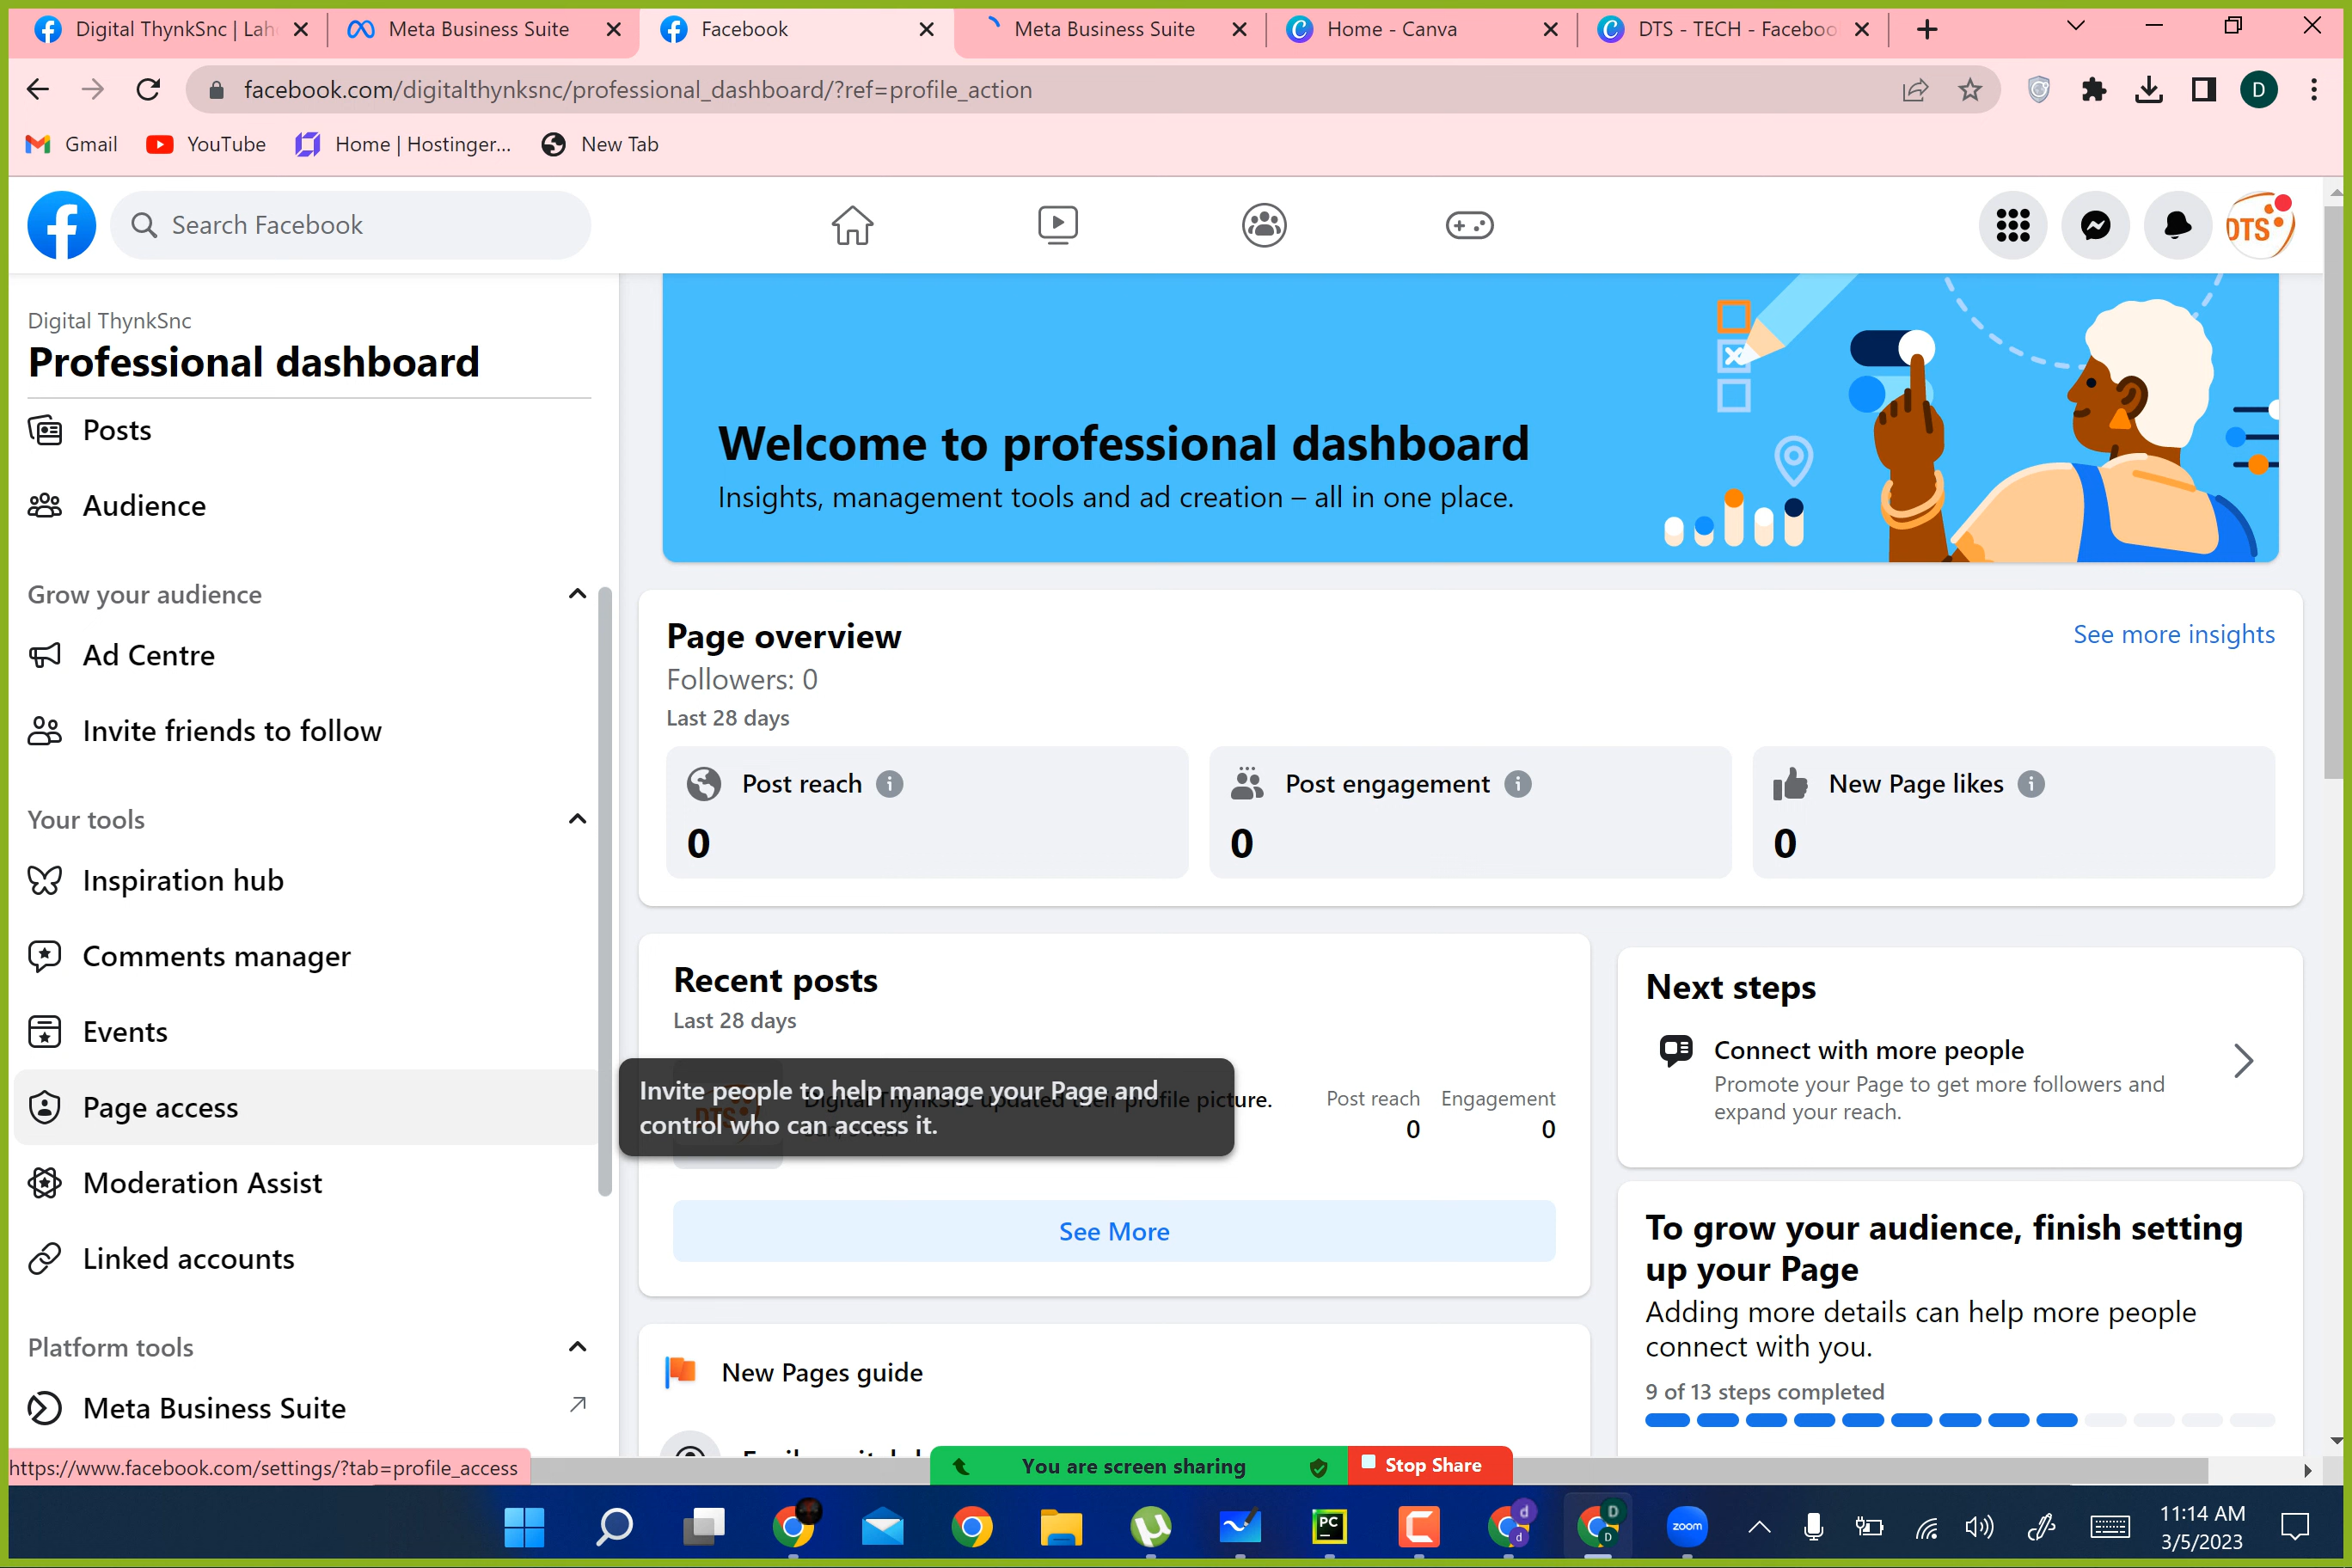 Digital ThynkSnc | Lah
Meta Business Suite
Facebook
Meta Business Suite
Home - Canva
DTS - TECH - Faceboo
facebook.com/digitalthynksnc/professional_dashboard/?ref=profile_action
D
Gmail
YouTube
Home | Hostinger...
New Tab
Search Facebook
DTS
Digital ThynkSnc
Professional dashboard
Posts
Audience
Grow your audience
Ad Centre
Invite friends to follow
Your tools
Inspiration hub
Comments manager
Events
Page access
Moderation Assist
Linked accounts
Platform tools
Meta Business Suite
https://www.facebook.com/settings/?tab=profile_access
Welcome to professional dashboard
Insights, management tools and ad creation – all in one place.
Page overview
See more insights
Followers: 0
Last 28 days
Post reach
0
Post engagement
0
New Page likes
0
Recent posts
Last 28 days
Invite people to help manage your Page and
control who can access it.
Digital ThynkSnc updated their profile picture.
Post reach
0
Engagement
0
See More
New Pages guide
Next steps
Connect with more people
Promote your Page to get more followers and
expand your reach.
To grow your audience, finish setting
up your Page
Adding more details can help more people
connect with you.
9 of 13 steps completed
You are screen sharing
Stop Share
PC
d
d
D
D
zoom
11:14 AM
3/5/2023